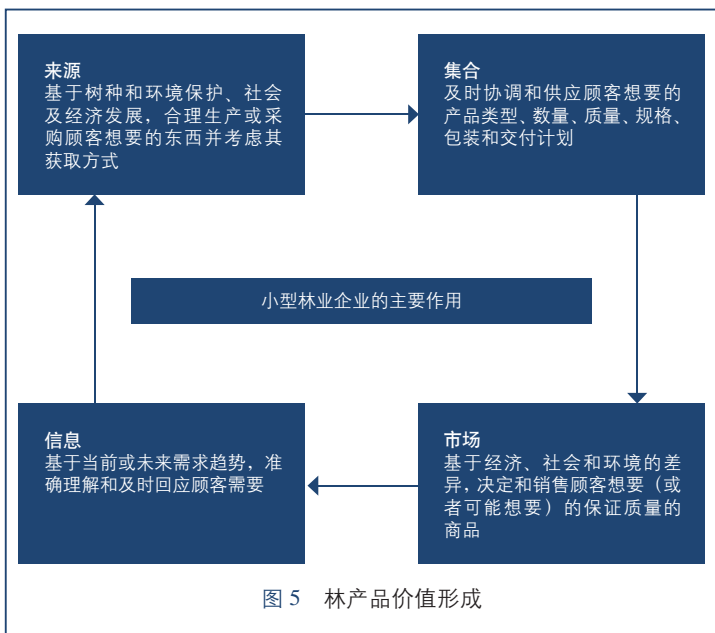 来源
基于树种和环境保护、社会
及经济发展，合理生产或采
购顾客想要的东西并考虑其
获取方式
集合
及时协调和供应顾客想要的
产品类型、数量、质量、规格、
包装和交付计划
小型林业企业的主要作用
信息
基于当前或未来需求趋势，准
确理解和及时回应顾客需要
市场
基于经济、社会和环境的差
异，决定和销售顾客想要（或
者可能想要）的保证质量的
商品
图 5 林产品价值形成